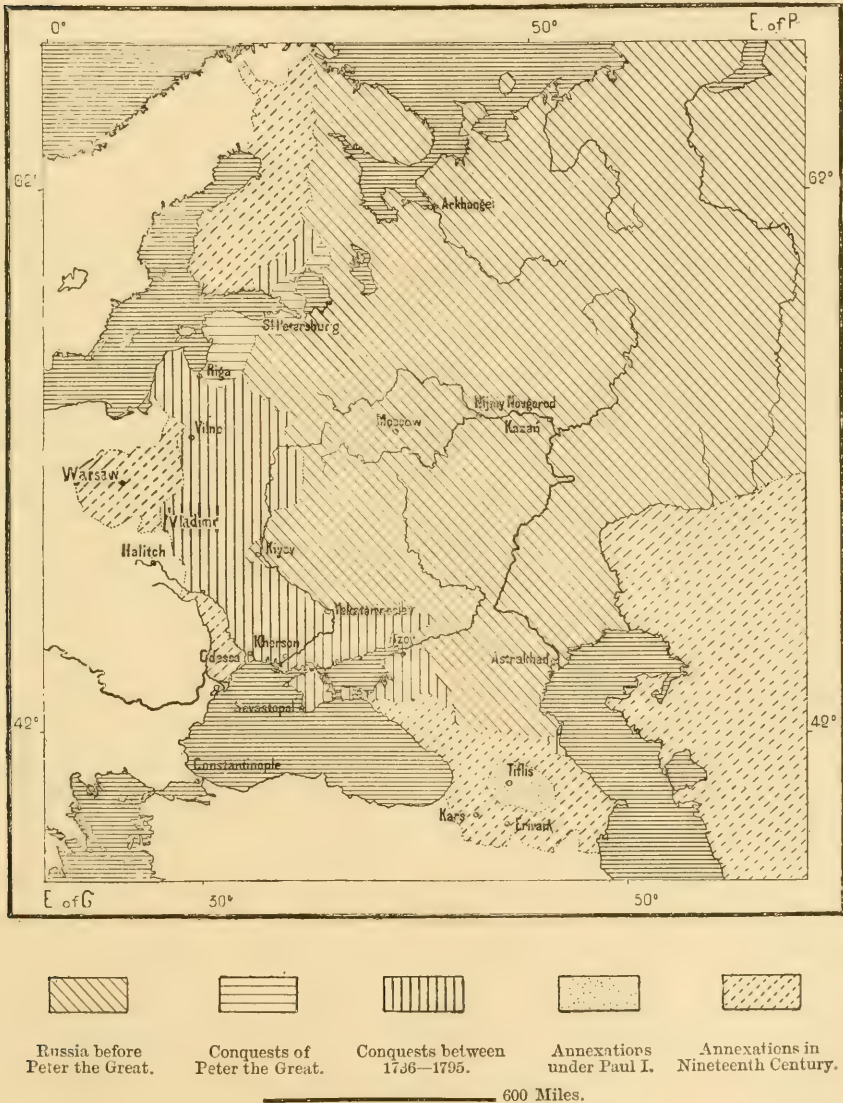 0° 50° E. of P.
62° 62°
Arkhangel
St Petersburg
Riga
Nijniy Novgorod
Moscow Kazań
Vilno
Warsaw
Vladimir
Halitch Kiyev
Kherson Azov
Odessa Astrakhan
Sevastopol
42° 42°
Constantinople Tiflis
Kars Erivan
E. of G 30° 50°
Russia before Conquests of Conquests between Annexations Annexations in
Peter the Great. Peter the Great. 1736—1795. under Paul I. Nineteenth Century.
600 Miles.